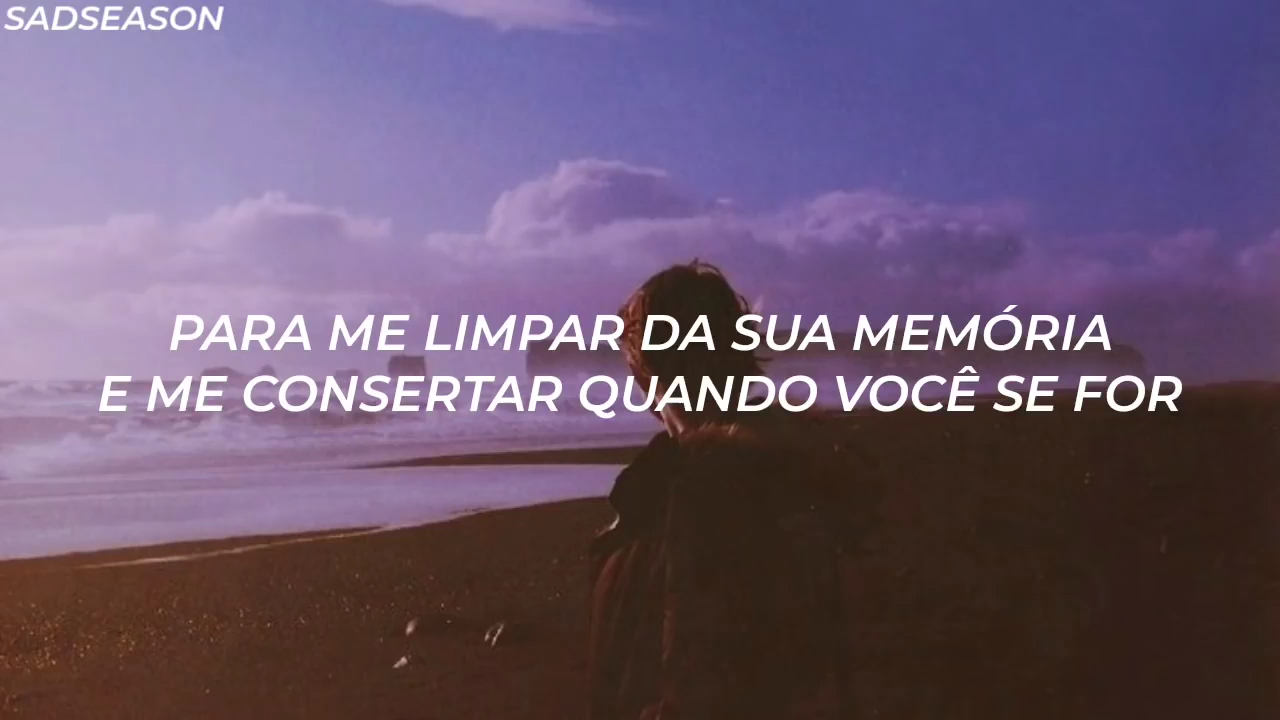 SADSEASON
PARA ME LIMPAR DA SUA MEMÓRIA
E ME CONSERTAR QUANDO VOCÊ SE FOR